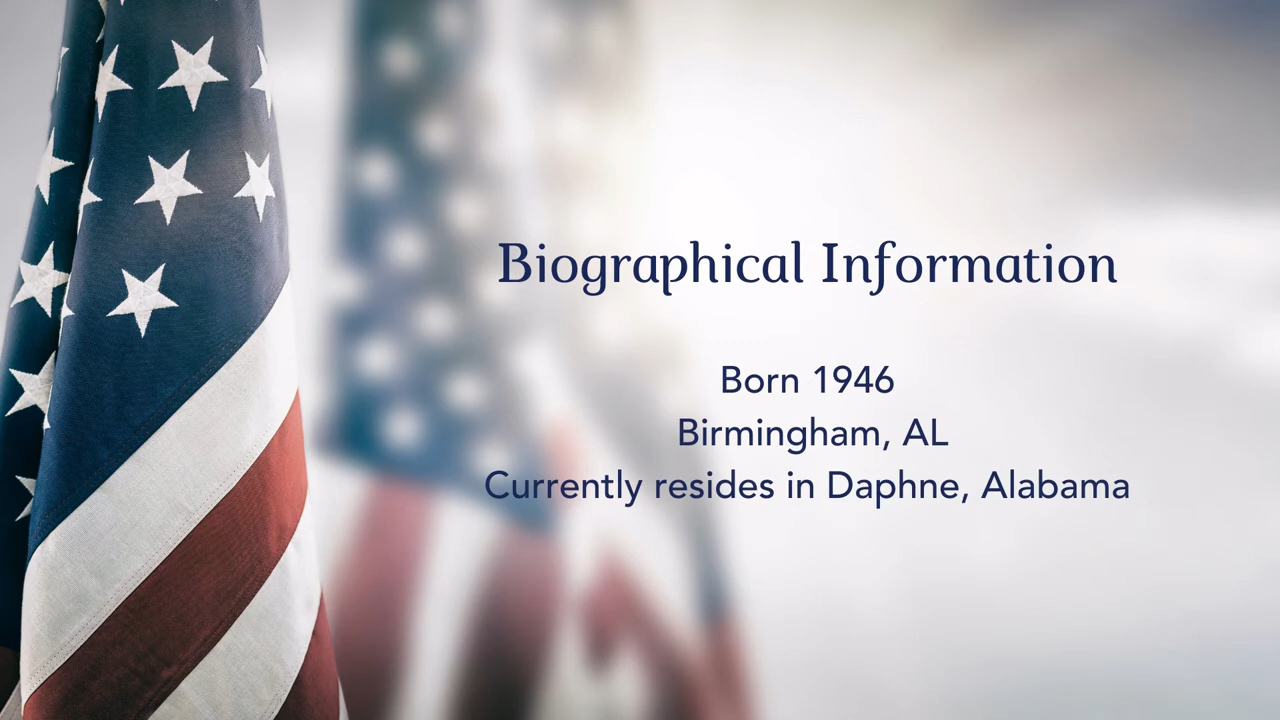 Biographical Information
Born 1946
Birmingham, AL
Currently resides in Daphne, Alabama